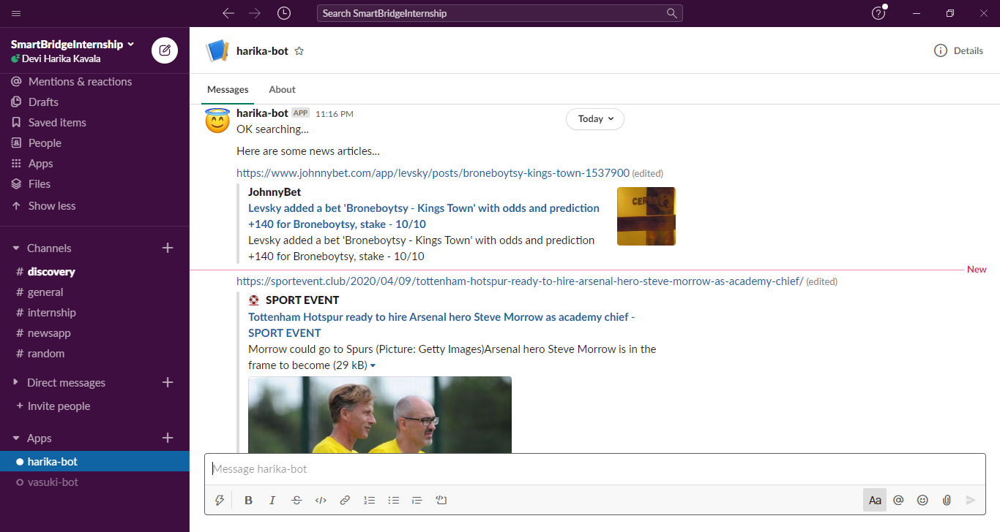 Search SmartBridgeInternship
SmartBridgeInternship
Devi Harika Kavala
Mentions & reactions
Drafts
Saved items
People
Apps
Files
Show less
Channels
# discovery
# general
# internship
# newsapp
# random
Direct messages
+ Invite people
Apps
harika-bot
vasuki-bot
harika-bot
Details
Messages About
harika-bot APP 11:16 PM
Today
OK searching...
Here are some news articles...
https://www.johnnybet.com/app/levsky/posts/broneboytsy-kings-town-1537900 (edited)
JohnnyBet
Levsky added a bet 'Broneboytsy - Kings Town' with odds and prediction
+140 for Broneboytsy, stake - 10/10
Levsky added a bet 'Broneboytsy - Kings Town' with odds and prediction
+140 for Broneboytsy, stake - 10/10
New
https://sportevent.club/2020/04/09/tottenham-hotspur-ready-to-hire-arsenal-hero-steve-morrow-as-academy-chief/ (edited)
SPORT EVENT
Tottenham Hotspur ready to hire Arsenal hero Steve Morrow as academy chief -
SPORT EVENT
Morrow could go to Spurs (Picture: Getty Images)Arsenal hero Steve Morrow is in the
frame to become (29 kB)
Message harika-bot
B I S </> Aa @